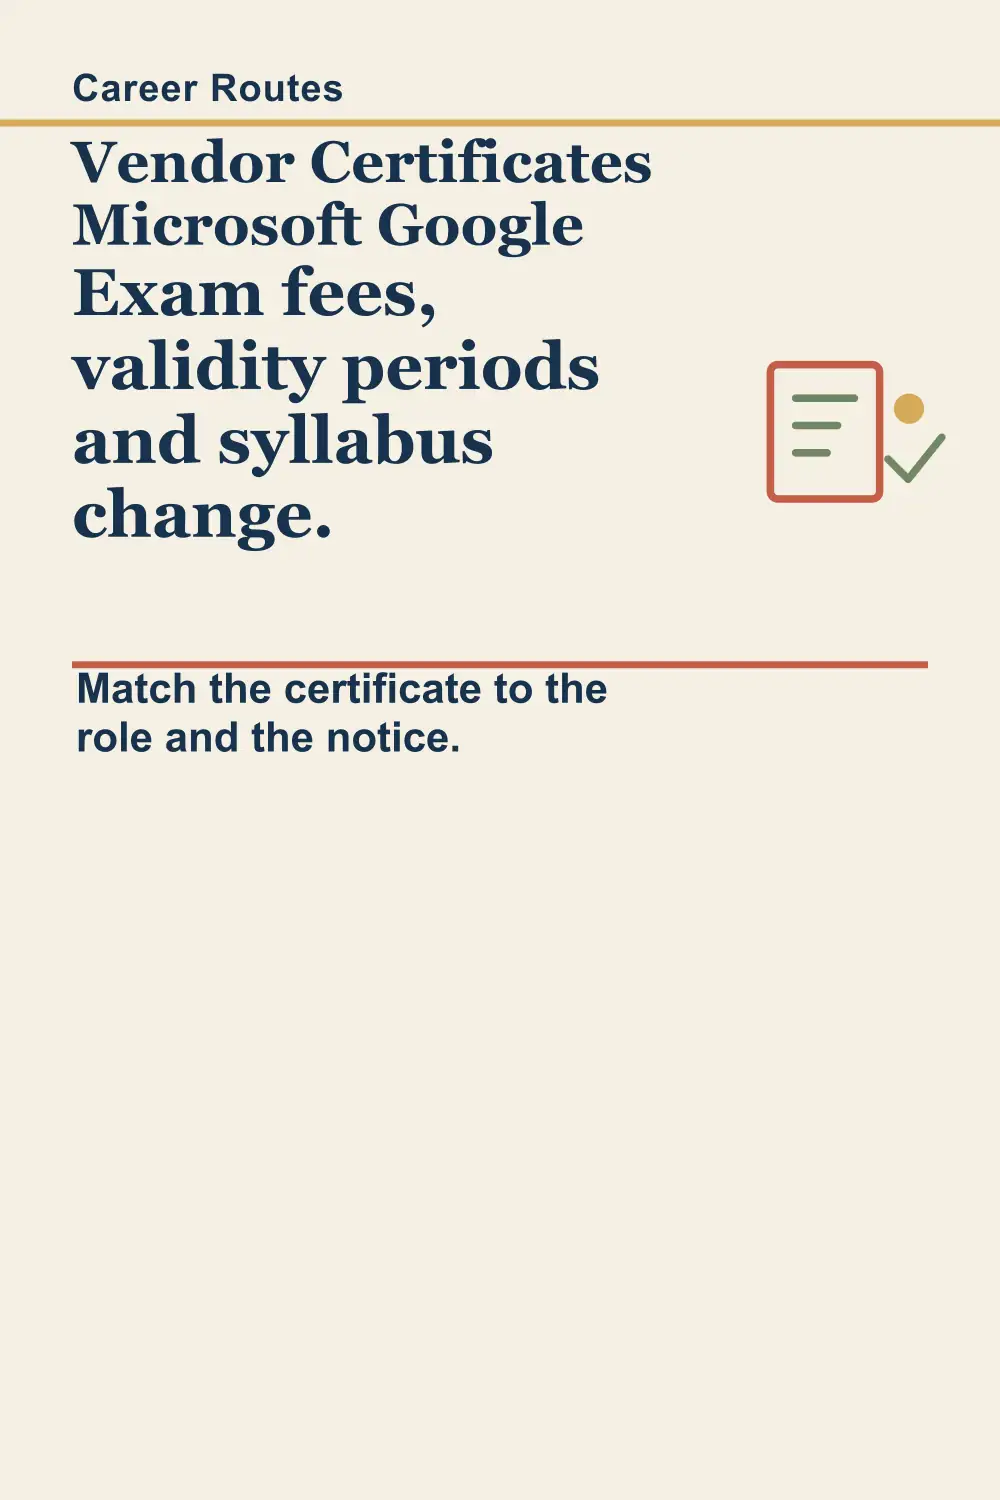 Career Routes
Vendor Certificates
Microsoft Google
Exam fees,
validity periods
and syllabus
change.
Match the certificate to the
role and the notice.